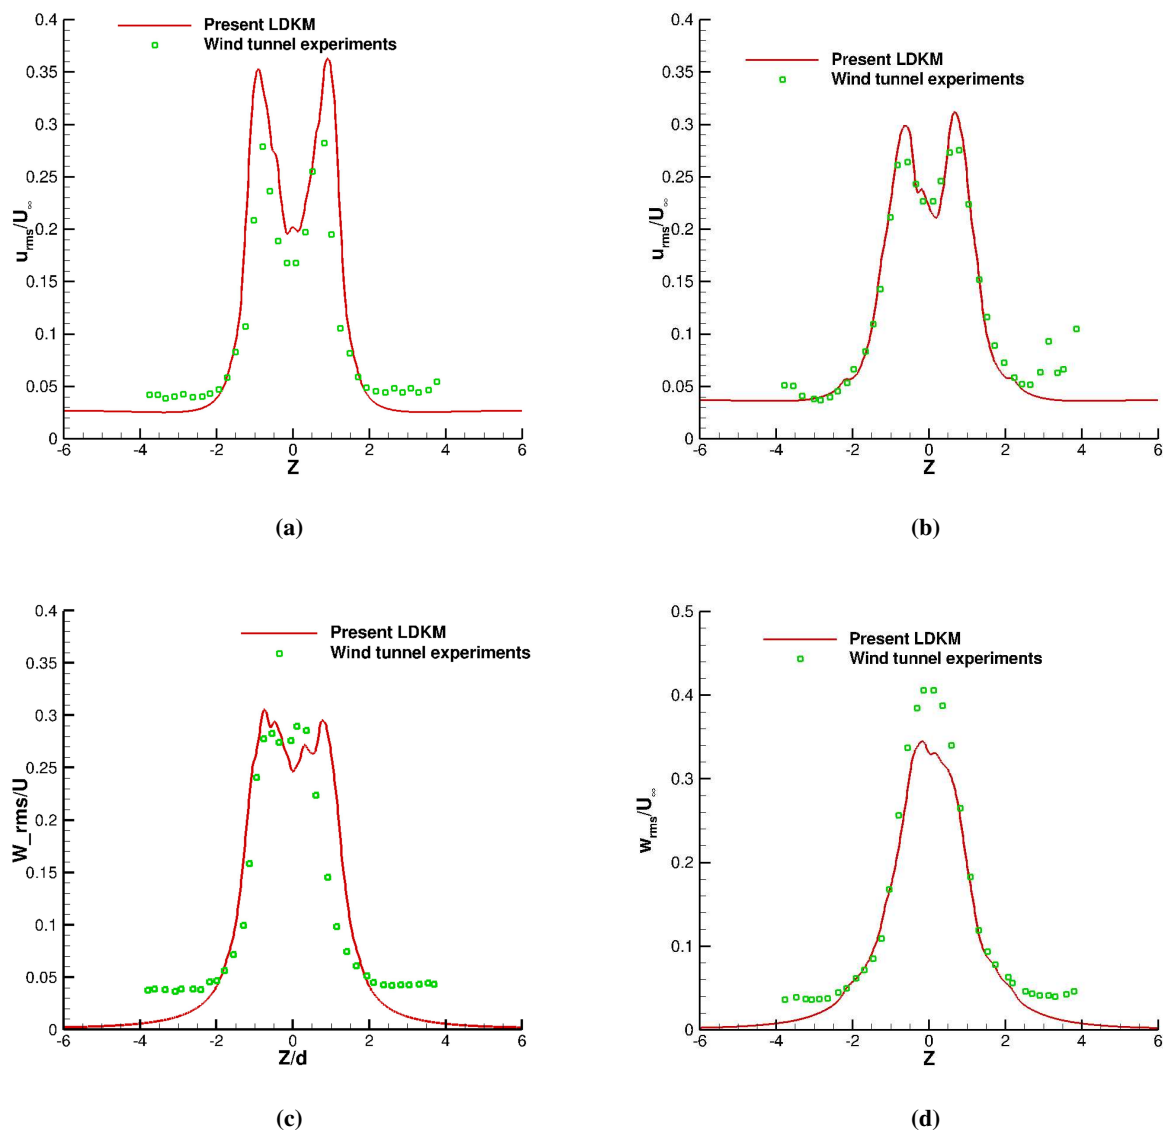 0.4
Present LDKM
Wind tunnel experiments
0.35
0.3
0.25
0.2
0.15
0.1
0.05
0
u_rms/U_∞
-6 -4 -2 0 2 4 6
Z
(a)
0.4
Present LDKM
Wind tunnel experiments
0.35
0.3
0.25
0.2
0.15
0.1
0.05
0
u_rms/U_∞
-6 -4 -2 0 2 4 6
Z
(b)
0.4
Present LDKM
Wind tunnel experiments
0.35
0.3
0.25
0.2
0.15
0.1
0.05
0
W_rms/U
-6 -4 -2 0 2 4 6
Z/d
(c)
0.5
Present LDKM
Wind tunnel experiments
0.4
0.3
0.2
0.1
0
w_rms/U_∞
-6 -4 -2 0 2 4 6
Z
(d)